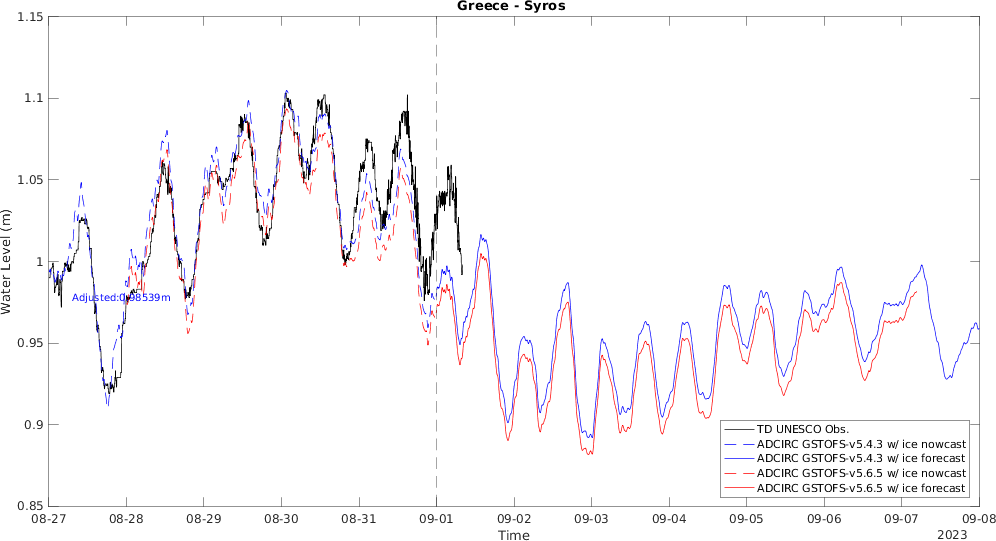 Greece - Syros
1.15
1.1
1.05
1
0.95
0.9
0.85
Water Level (m)
Adjusted:0.98539m
TD UNESCO Obs.
ADCIRC GSTOFS-v5.4.3 w/ ice nowcast
ADCIRC GSTOFS-v5.4.3 w/ ice forecast
ADCIRC GSTOFS-v5.6.5 w/ ice nowcast
ADCIRC GSTOFS-v5.6.5 w/ ice forecast
08-27 08-28 08-29 08-30 08-31 09-01 09-02 09-03 09-04 09-05 09-06 09-07 09-08
Time
2023